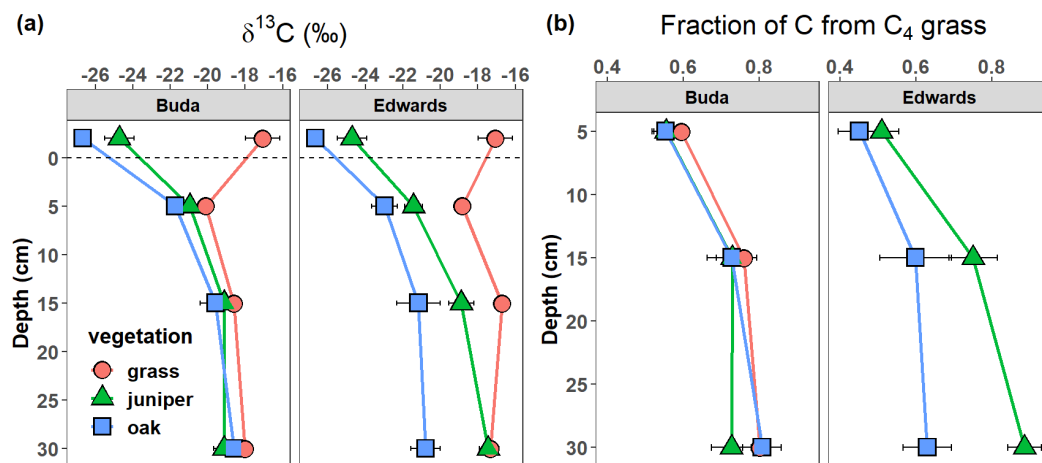 (a) δ¹³C (‰)
-26 -24 -22 -20 -18 -16 -26 -24 -22 -20 -18 -16
Buda Edwards
0
5
10
15
20
25
30
Depth (cm)
vegetation
grass
juniper
oak
(b) Fraction of C from C₄ grass
0.4 0.6 0.8 0.4 0.6 0.8
Buda Edwards
5
10
15
20
25
30
Depth (cm)